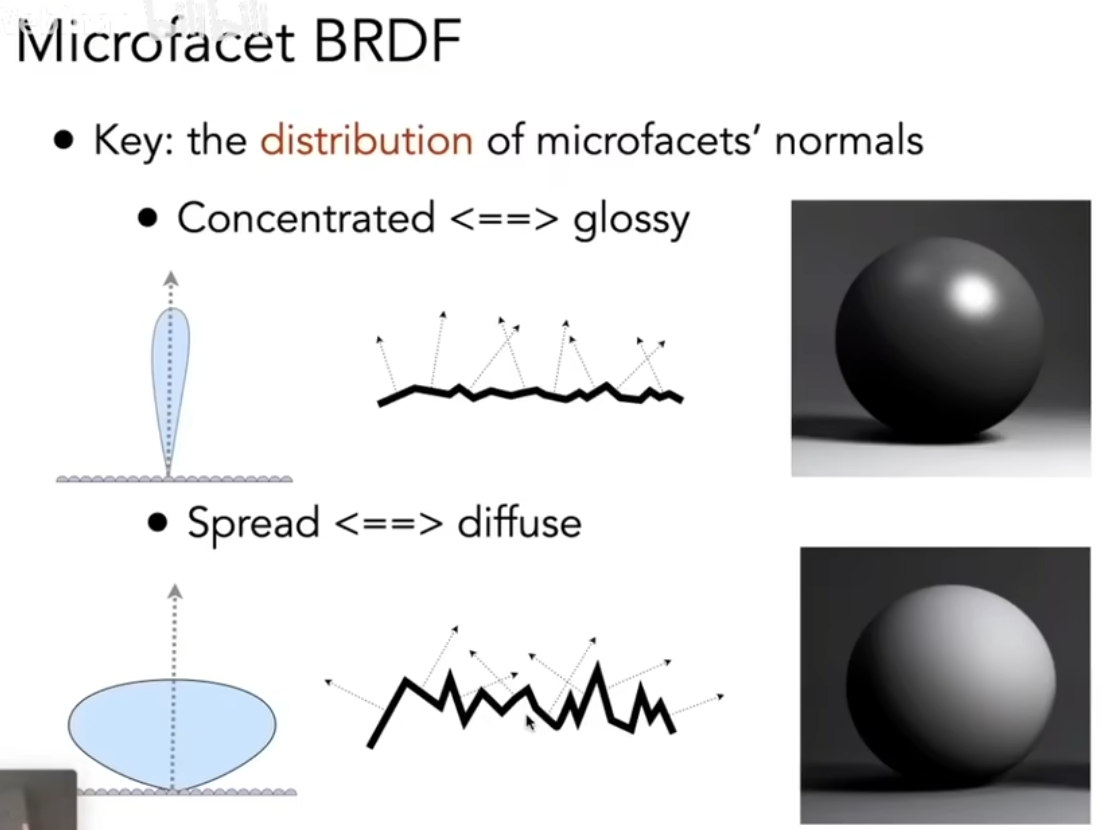 Microfacet BRDF
• Key: the distribution of microfacets’ normals
• Concentrated <==> glossy
• Spread <==> diffuse